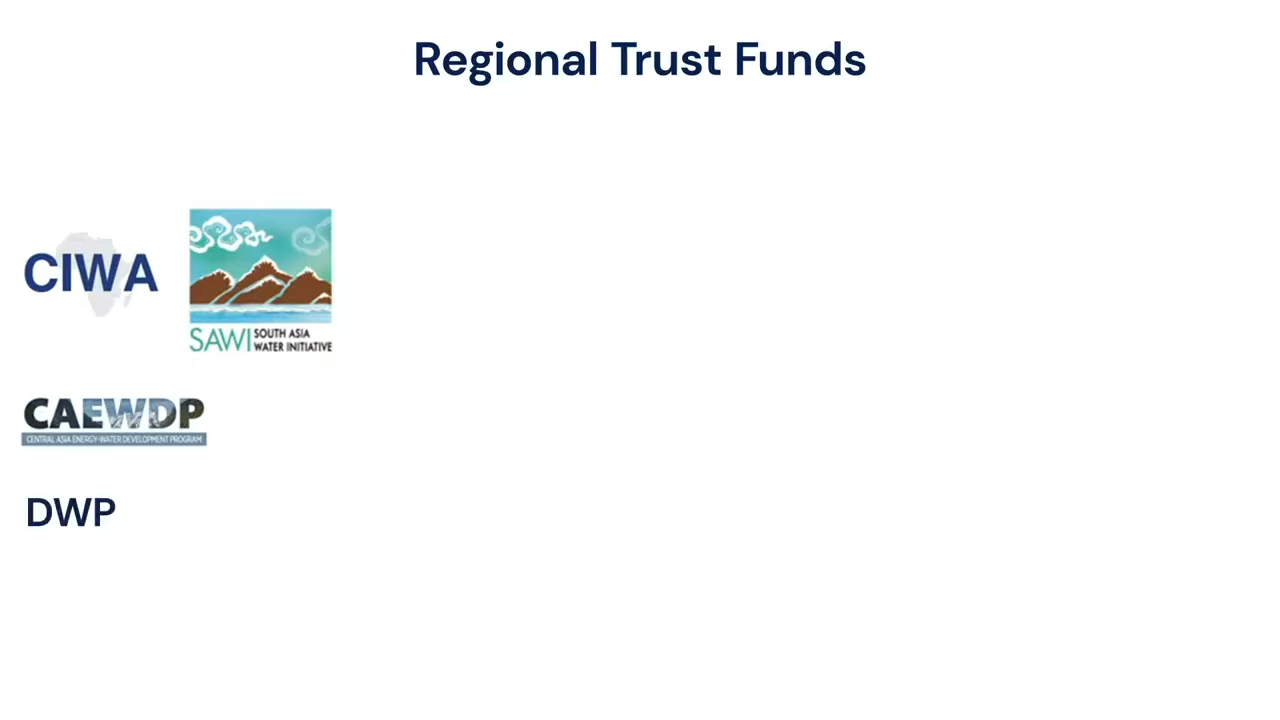 Regional Trust Funds
CIWA
SAWI SOUTH ASIA
WATER INITIATIVE
CAEWDP
CENTRAL ASIA ENERGY-WATER DEVELOPMENT PROGRAM
DWP